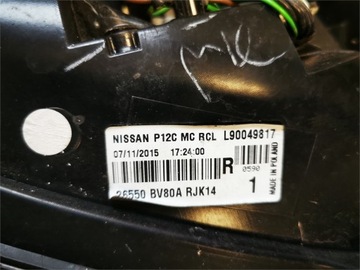 NISSAN P12C MC RCL L90049817
07/11/2015 17:24:00
R
0590
26550 BV80A RJK14
1
MADE IN POLAND